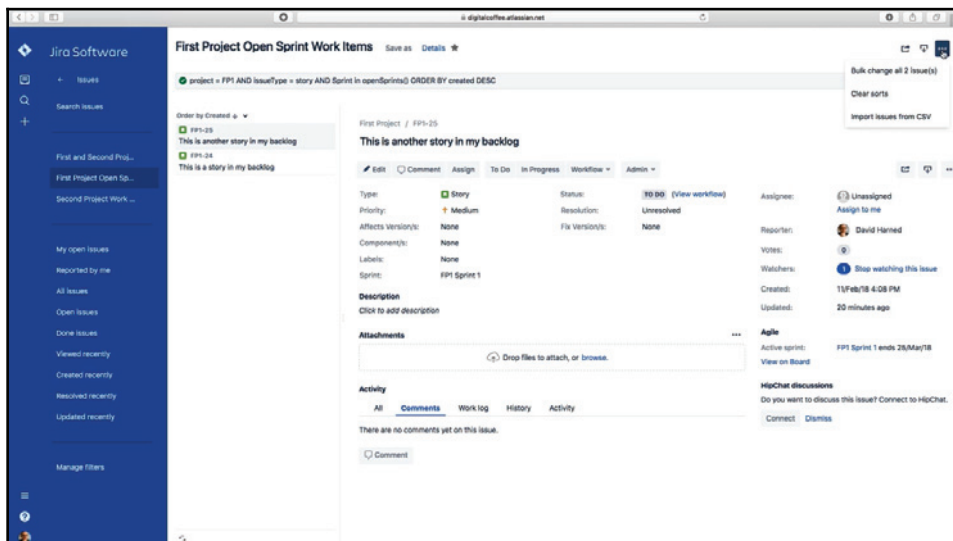 digitalcoffee.atlassian.net
Jira Software
Issues
Search issues
First and Second Proj...
First Project Open Sp...
Second Project Work ...
My open issues
Reported by me
All issues
Open issues
Done issues
Viewed recently
Created recently
Resolved recently
Updated recently
Manage filters
First Project Open Sprint Work Items Save as Details
project = FP1 AND issueType = story AND Sprint in openSprints() ORDER BY created DESC
Bulk change all 2 issue(s)
Clear sorts
Import issues from CSV
Order by Created
FP1-25
This is another story in my backlog
FP1-24
This is a story in my backlog
First Project / FP1-25
This is another story in my backlog
Edit Comment Assign To Do In Progress Workflow Admin
Type: Story
Priority: Medium
Affects Version/s: None
Component/s: None
Labels: None
Sprint: FP1 Sprint 1
Status: TO DO (View workflow)
Resolution: Unresolved
Fix Version/s: None
Description
Click to add description
Attachments
Drop files to attach, or browse.
Activity
All Comments Work log History Activity
There are no comments yet on this issue.
Comment
Assignee: Unassigned
Assign to me
Reporter: David Harned
Votes: 0
Watchers: 1 Stop watching this issue
Created: 11/Feb/18 4:08 PM
Updated: 20 minutes ago
Agile
Active sprint: FP1 Sprint 1 ends 26/Mar/18
View on Board
HipChat discussions
Do you want to discuss this issue? Connect to HipChat.
Connect Dismiss